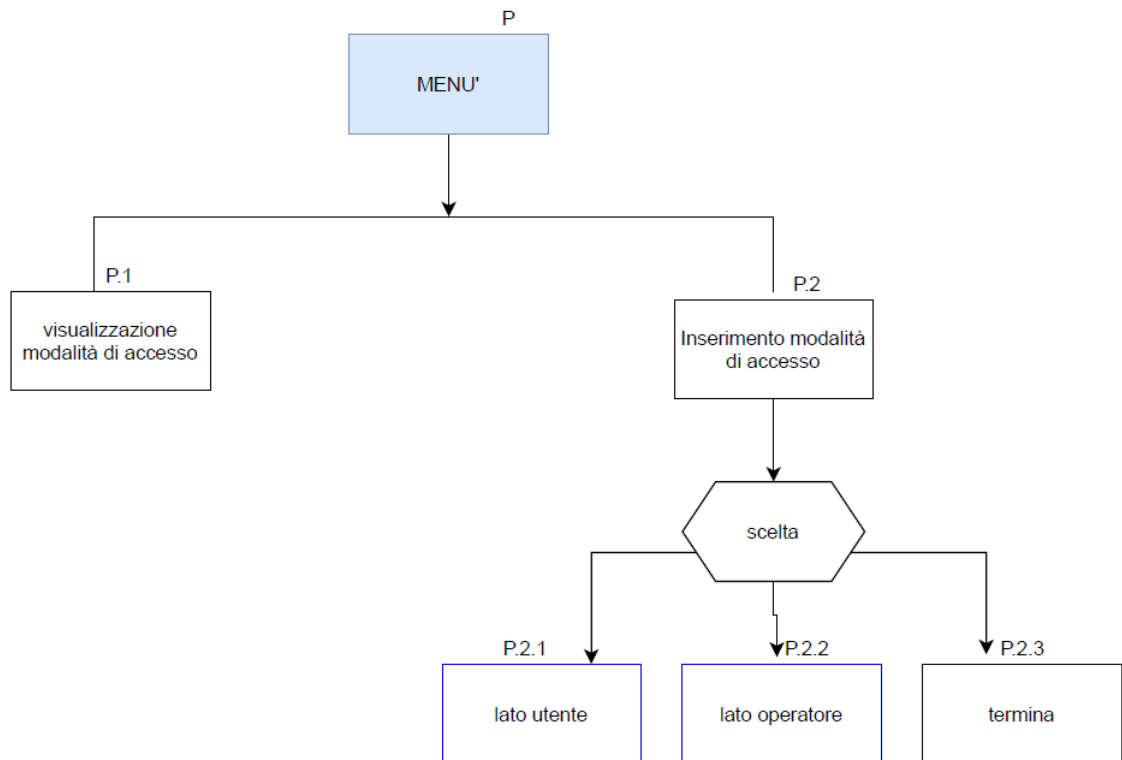 P
MENU'
P.1
visualizzazione
modalità di accesso
P.2
Inserimento modalità
di accesso
scelta
P.2.1
lato utente
P.2.2
lato operatore
P.2.3
termina